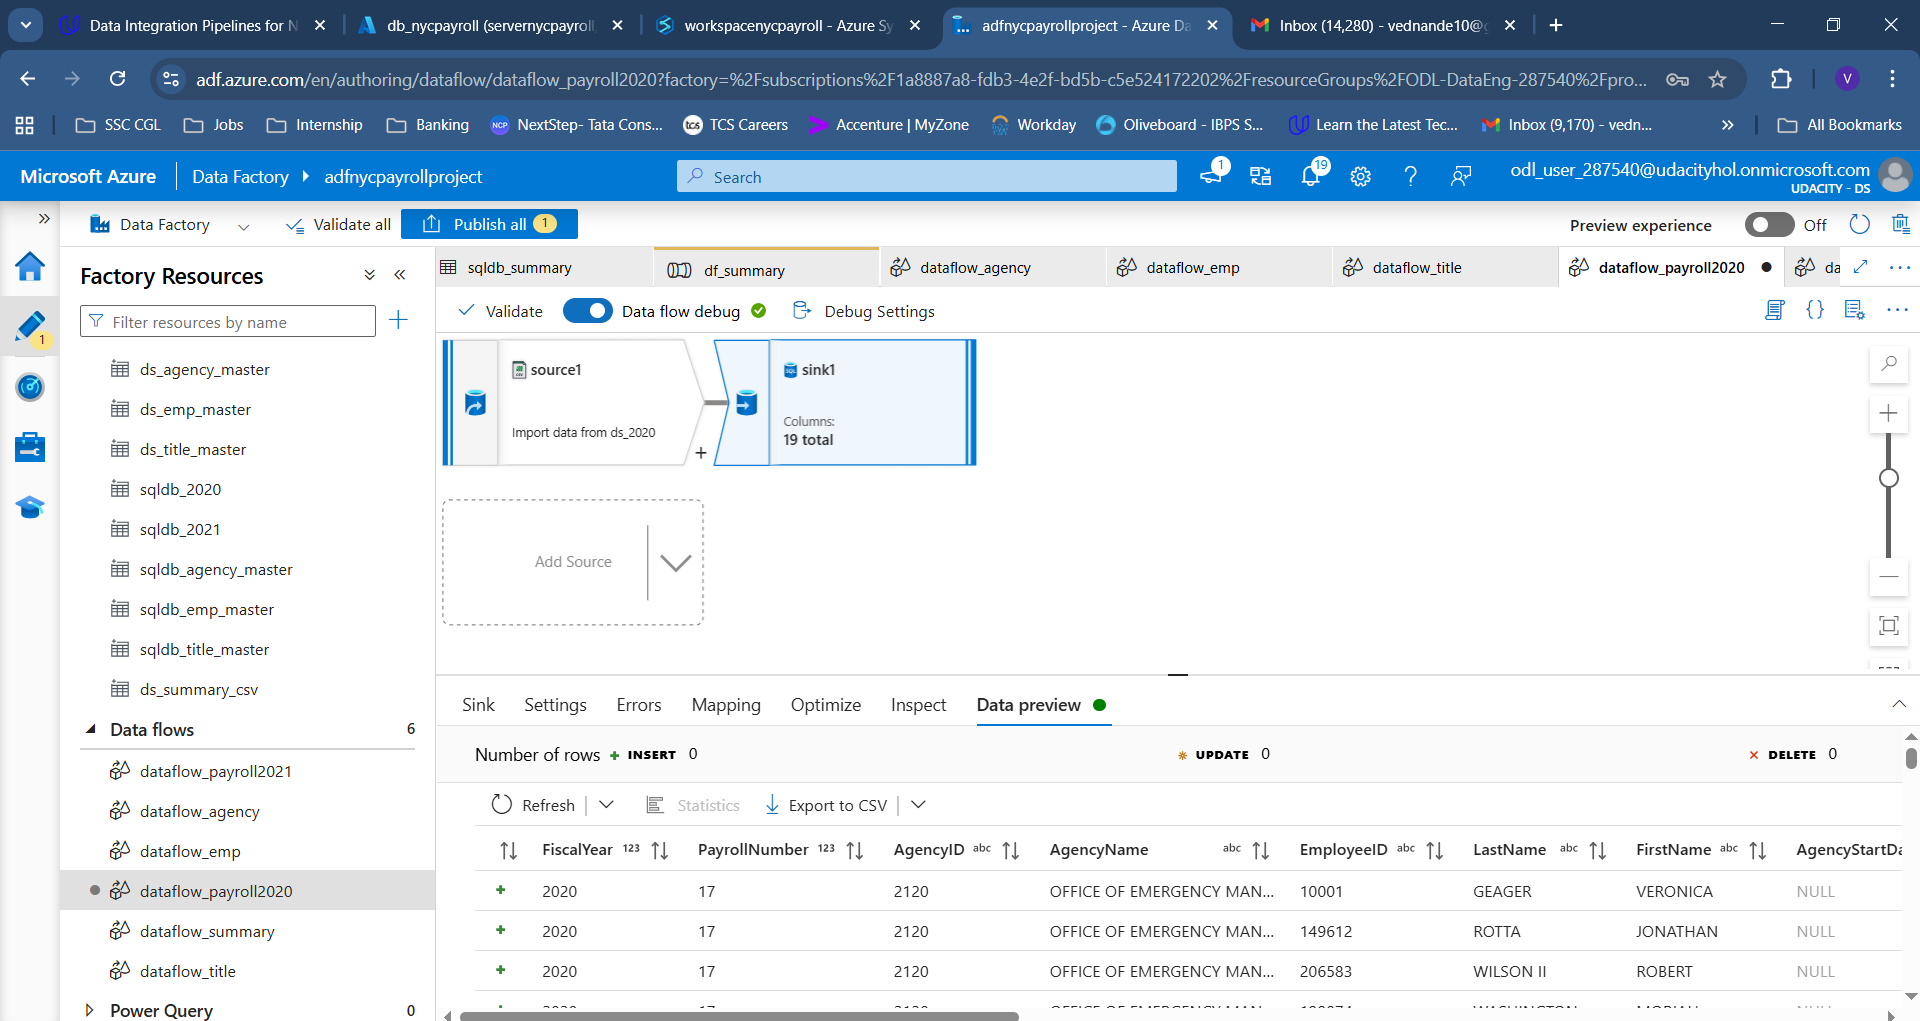 Data Integration Pipelines for N
db_nycpayroll (servernycpayroll
workspacenycpayroll - Azure Sy
adfnycpayrollproject - Azure Da
Inbox (14,280) - vednande10@g
adf.azure.com/en/authoring/dataflow/dataflow_payroll2020?factory=%2Fsubscriptions%2F1a8887a8-fdb3-4e2f-bd5b-c5e524172202%2FresourceGroups%2FODL-DataEng-287540%2Fpro...
V
SSC CGL
Jobs
Internship
Banking
NextStep- Tata Cons...
TCS Careers
Accenture | MyZone
Workday
Oliveboard - IBPS S...
Learn the Latest Tec...
Inbox (9,170) - vedn...
All Bookmarks
Microsoft Azure
Data Factory
adfnycpayrollproject
Search
1
19
odl_user_287540@udacityhol.onmicrosoft.com
UDACITY - DS
Data Factory
Validate all
Publish all 1
Preview experience
Off
1
Factory Resources
Filter resources by name
ds_agency_master
ds_emp_master
ds_title_master
sqldb_2020
sqldb_2021
sqldb_agency_master
sqldb_emp_master
sqldb_title_master
ds_summary_csv
Data flows 6
dataflow_payroll2021
dataflow_agency
dataflow_emp
dataflow_payroll2020
dataflow_summary
dataflow_title
Power Query 0
sqldb_summary
df_summary
dataflow_agency
dataflow_emp
dataflow_title
dataflow_payroll2020
da
Validate
Data flow debug
Debug Settings
source1
Import data from ds_2020
sink1
Columns:
19 total
Add Source
Sink
Settings
Errors
Mapping
Optimize
Inspect
Data preview
Number of rows + INSERT 0
UPDATE 0
DELETE 0
Refresh
Statistics
Export to CSV
FiscalYear 123 PayrollNumber 123 AgencyID abc AgencyName abc EmployeeID abc LastName abc FirstName abc AgencyStartDa
2020 17 2120 OFFICE OF EMERGENCY MAN... 10001 GEAGER VERONICA NULL
2020 17 2120 OFFICE OF EMERGENCY MAN... 149612 ROTTA JONATHAN NULL
2020 17 2120 OFFICE OF EMERGENCY MAN... 206583 WILSON II ROBERT NULL